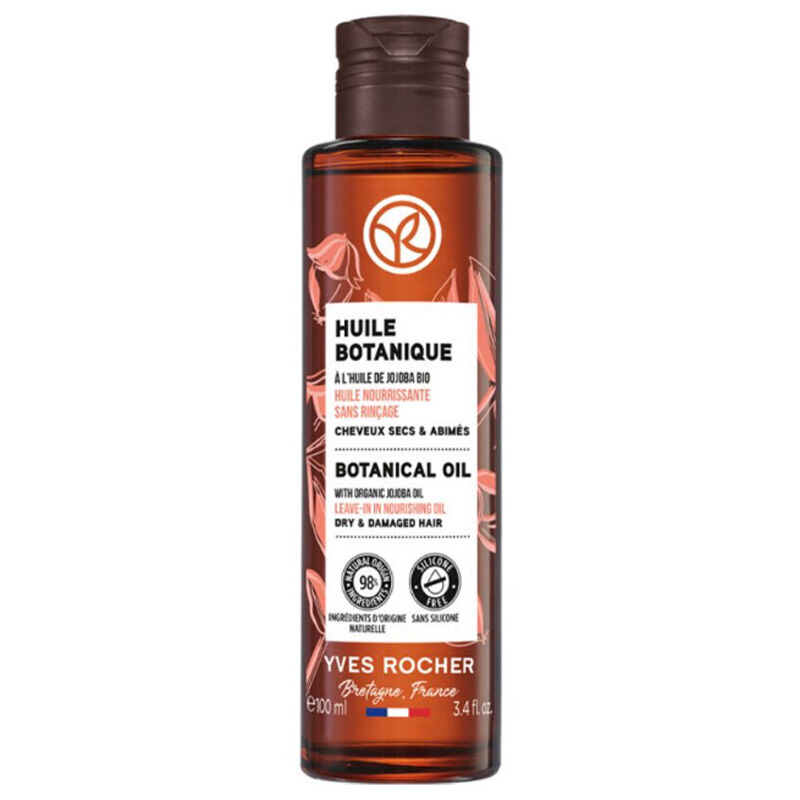 HUILE
BOTANIQUE
À L'HUILE DE JOJOBA BIO
HUILE NOURRISSANTE
SANS RINÇAGE
CHEVEUX SECS & ABIMÉS
BOTANICAL OIL
WITH ORGANIC JOJOBA OIL
LEAVE-IN IN NOURISHING OIL
DRY & DAMAGED HAIR
NATURAL ORIGIN
98%
INGREDIENTS
SILICONE
FREE
INGRÉDIENTS D'ORIGINE
NATURELLE
SANS SILICONE
YVES ROCHER
Bretagne, France
℮100 ml
3.4 fl. oz.